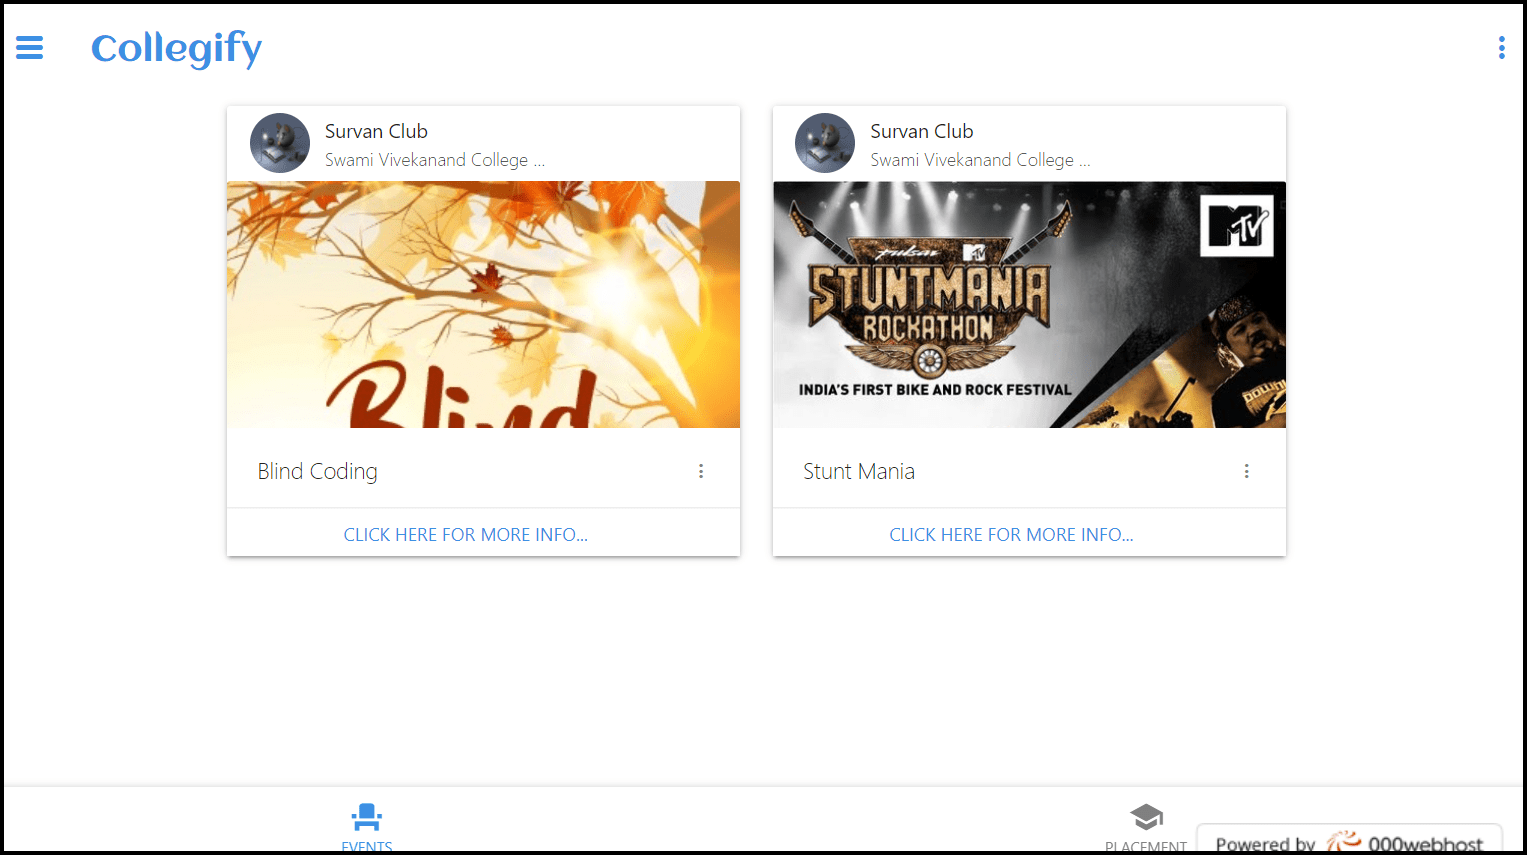 Collegify
Survan Club
Swami Vivekanand College ...
Blind
Blind Coding
CLICK HERE FOR MORE INFO...
Survan Club
Swami Vivekanand College ...
MTV
pulsar MTV
STUNTMANIA
ROCKATHON
INDIA'S FIRST BIKE AND ROCK FESTIVAL
Stunt Mania
CLICK HERE FOR MORE INFO...
EVENTS
PLACEMENT
Powered by 000webhost